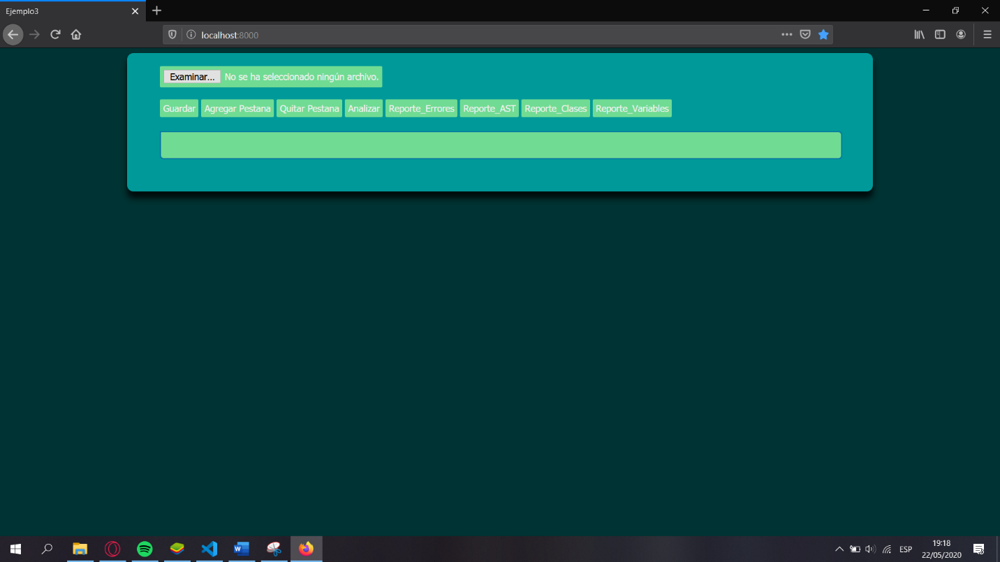 Ejemplo3
localhost:8000
Examinar... No se ha seleccionado ningún archivo.
Guardar Agregar Pestana Quitar Pestana Analizar Reporte_Errores Reporte_AST Reporte_Clases Reporte_Variables
ESP 19:18
22/05/2020